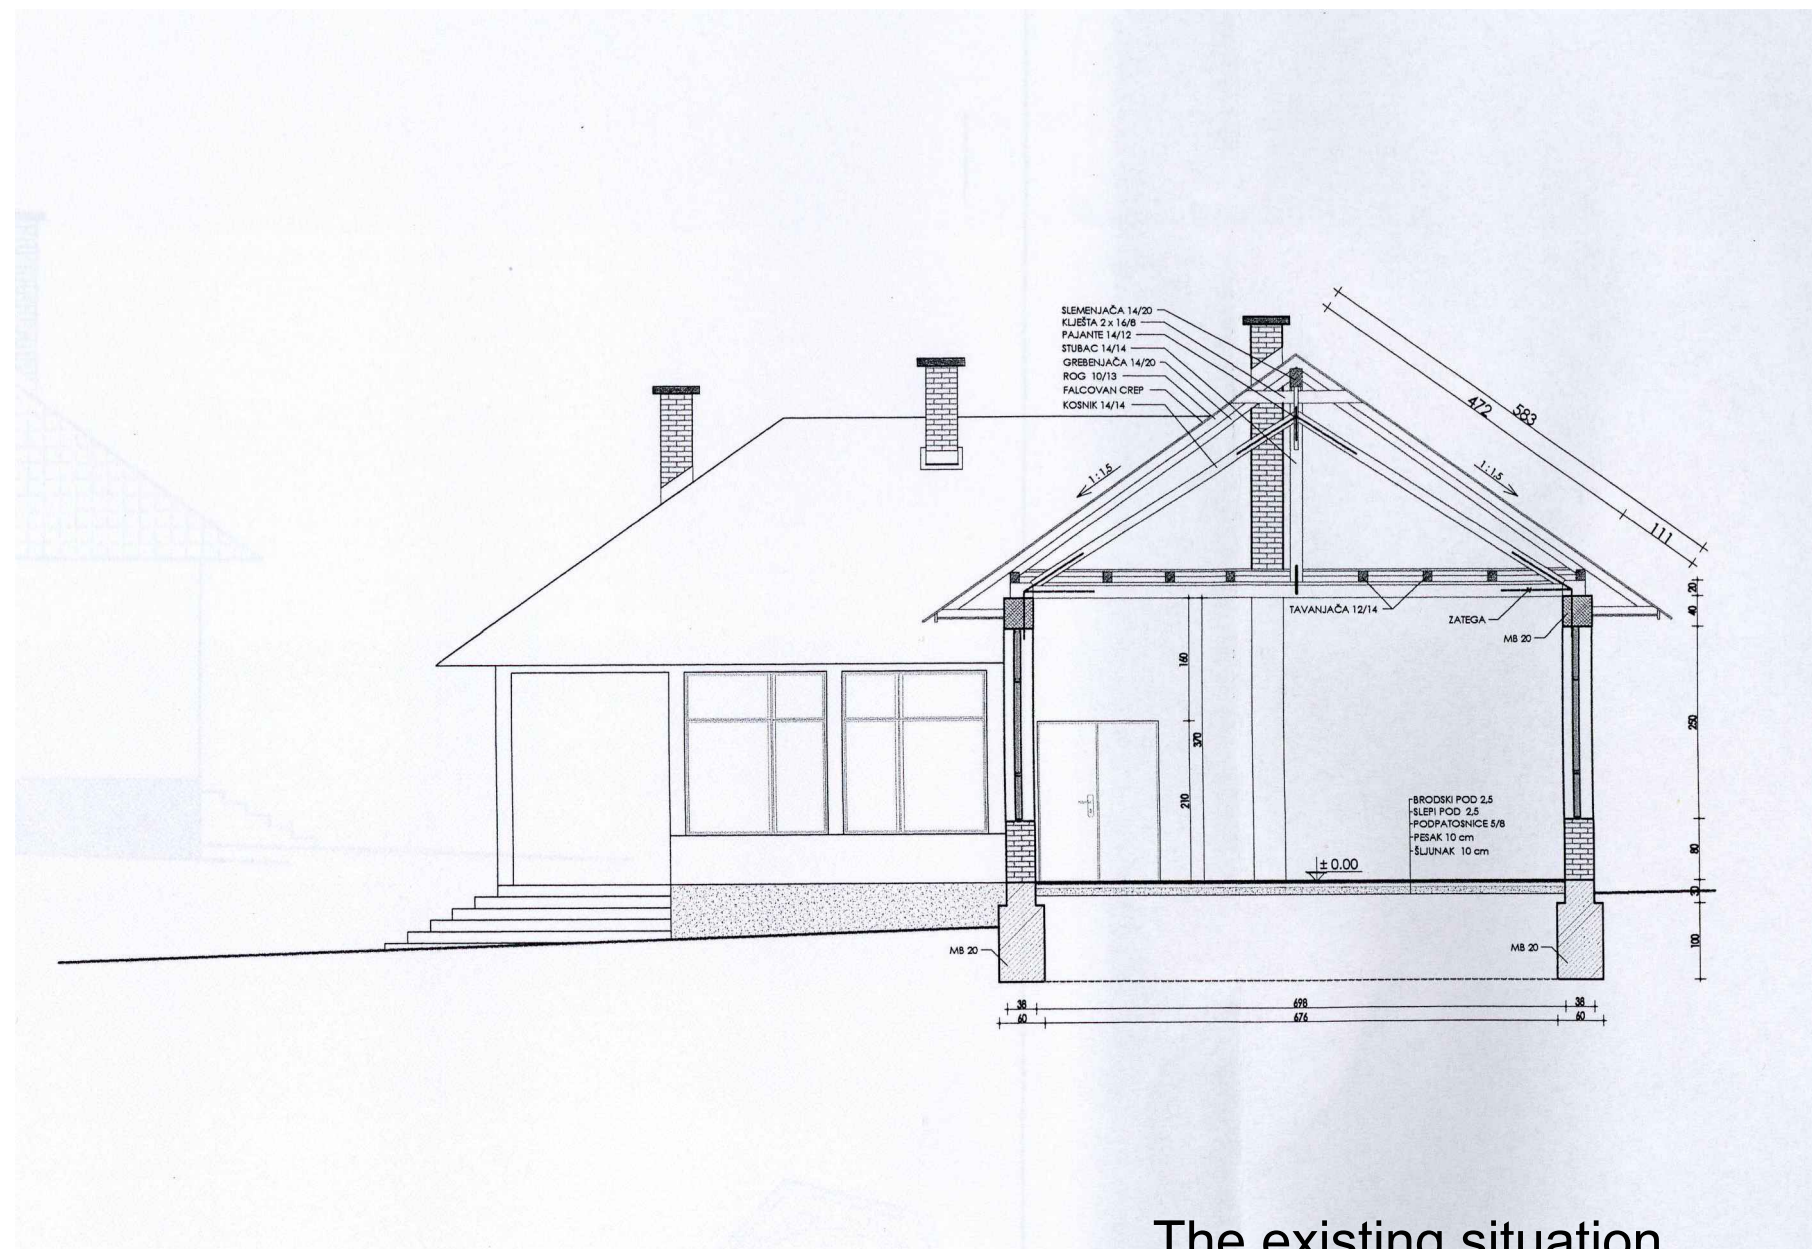 SLEMENJAČA 14/20
KLJEŠTA 2 x 16/8
PAJANTE 14/12
STUBAC 14/14
GREBENJAČA 14/20
ROG 10/13
FALCOVAN CREP
KOSNIK 14/14
472
583
111
1:1.5
1:1.5
TAVANJAČA 12/14
ZATEGA
MB 20
20
40
250
80
30
100
160
370
210
BRODSKI POD 2,5
SLEPI POD 2,5
PODPATOSNICE 5/8
PESAK 10 cm
ŠLJUNAK 10 cm
± 0.00
MB 20
MB 20
38
698
38
60
676
60
The existing situation